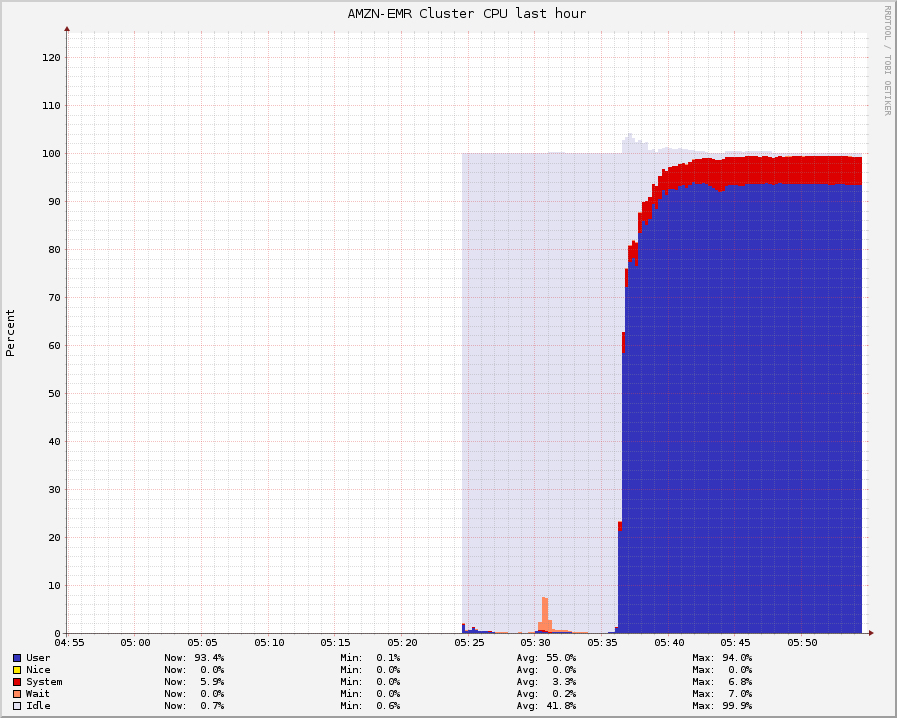 AMZN-EMR Cluster CPU last hour
RRDTOOL / TOBI OETIKER
Percent
120
110
100
90
80
70
60
50
40
30
20
10
0
04:55 05:00 05:05 05:10 05:15 05:20 05:25 05:30 05:35 05:40 05:45 05:50
User Now: 93.4% Min: 0.1% Avg: 55.0% Max: 94.0%
Nice Now: 0.0% Min: 0.0% Avg: 0.0% Max: 0.0%
System Now: 5.9% Min: 0.0% Avg: 3.3% Max: 6.8%
Wait Now: 0.0% Min: 0.0% Avg: 0.2% Max: 7.0%
Idle Now: 0.7% Min: 0.6% Avg: 41.8% Max: 99.9%